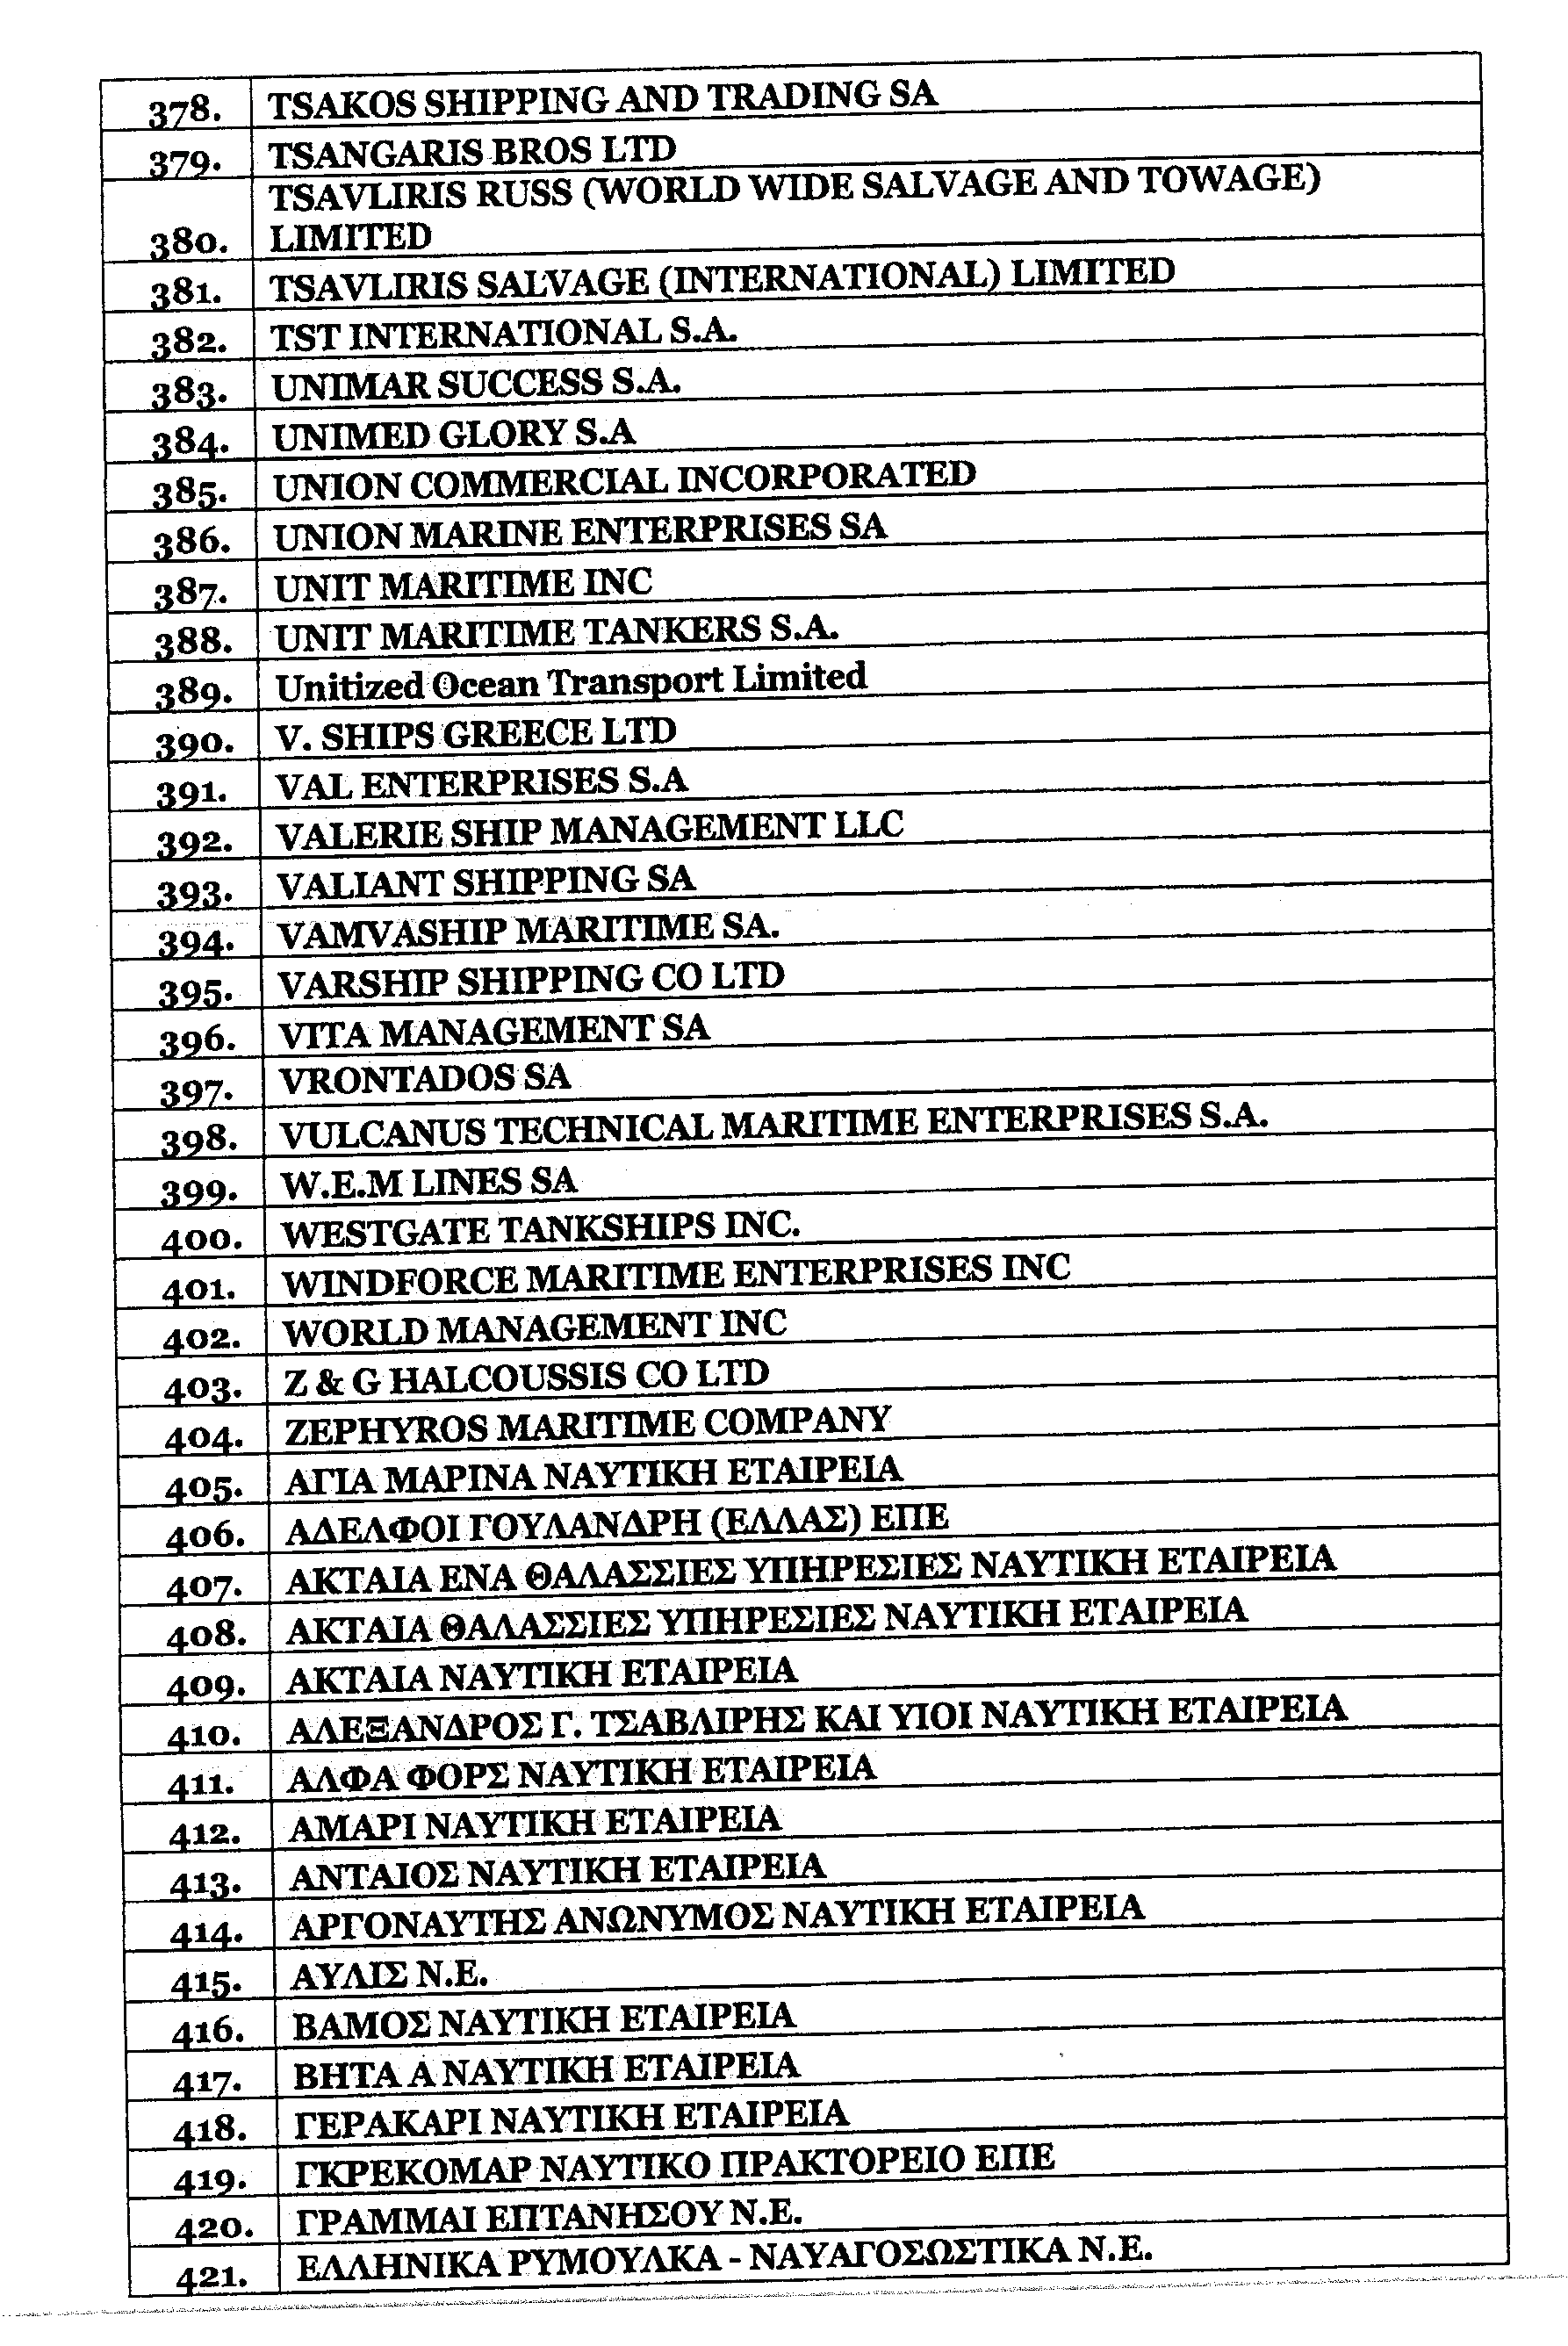 378. TSAKOS SHIPPING AND TRADING SA
379. TSANGARIS BROS LTD
TSAVLIRIS RUSS (WORLD WIDE SALVAGE AND TOWAGE)
380. LIMITED
381. TSAVLIRIS SALVAGE (INTERNATIONAL) LIMITED
382. TST INTERNATIONAL S.A.
383. UNIMAR SUCCESS S.A.
384. UNIMED GLORY S.A
385. UNION COMMERCIAL INCORPORATED
386. UNION MARINE ENTERPRISES SA
387. UNIT MARITIME INC
388. UNIT MARITIME TANKERS S.A.
389. Unitized Ocean Transport Limited
390. V. SHIPS GREECE LTD
391. VAL ENTERPRISES S.A
392. VALERIE SHIP MANAGEMENT LLC
393. VALIANT SHIPPING SA
394. VAMVASHIP MARITIME SA.
395. VARSHIP SHIPPING CO LTD
396. VITA MANAGEMENT SA
397. VRONTADOS SA
398. VULCANUS TECHNICAL MARITIME ENTERPRISES S.A.
399. W.E.M LINES SA
400. WESTGATE TANKSHIPS INC.
401. WINDFORCE MARITIME ENTERPRISES INC
402. WORLD MANAGEMENT INC
403. Z & G HALCOUSSIS CO LTD
404. ZEPHYROS MARITIME COMPANY
405. ΑΓΙΑ ΜΑΡΙΝΑ ΝΑΥΤΙΚΗ ΕΤΑΙΡΕΙΑ
406. ΑΔΕΛΦΟΙ ΓΟΥΛΑΝΔΡΗ (ΕΛΛΑΣ) ΕΠΕ
407. ΑΚΤΑΙΑ ΕΝΑ ΘΑΛΑΣΣΙΕΣ ΥΠΗΡΕΣΙΕΣ ΝΑΥΤΙΚΗ ΕΤΑΙΡΕΙΑ
408. ΑΚΤΑΙΑ ΘΑΛΑΣΣΙΕΣ ΥΠΗΡΕΣΙΕΣ ΝΑΥΤΙΚΗ ΕΤΑΙΡΕΙΑ
409. ΑΚΤΑΙΑ ΝΑΥΤΙΚΗ ΕΤΑΙΡΕΙΑ
410. ΑΛΕΞΑΝΔΡΟΣ Γ. ΤΣΑΒΛΙΡΗΣ ΚΑΙ ΥΙΟΙ ΝΑΥΤΙΚΗ ΕΤΑΙΡΕΙΑ
411. ΑΛΦΑ ΦΟΡΣ ΝΑΥΤΙΚΗ ΕΤΑΙΡΕΙΑ
412. ΑΜΑΡΙ ΝΑΥΤΙΚΗ ΕΤΑΙΡΕΙΑ
413. ΑΝΤΑΙΟΣ ΝΑΥΤΙΚΗ ΕΤΑΙΡΕΙΑ
414. ΑΡΓΟΝΑΥΤΗΣ ΑΝΩΝΥΜΟΣ ΝΑΥΤΙΚΗ ΕΤΑΙΡΕΙΑ
415. ΑΥΛΙΣ Ν.Ε.
416. ΒΑΜΟΣ ΝΑΥΤΙΚΗ ΕΤΑΙΡΕΙΑ
417. ΒΗΤΑ Α ΝΑΥΤΙΚΗ ΕΤΑΙΡΕΙΑ
418. ΓΕΡΑΚΑΡΙ ΝΑΥΤΙΚΗ ΕΤΑΙΡΕΙΑ
419. ΓΚΡΕΚΟΜΑΡ ΝΑΥΤΙΚΟ ΠΡΑΚΤΟΡΕΙΟ ΕΠΕ
420. ΓΡΑΜΜΑΙ ΕΠΤΑΝΗΣΟΥ Ν.Ε.
421. ΕΛΛΗΝΙΚΑ ΡΥΜΟΥΛΚΑ - ΝΑΥΑΓΟΣΩΣΤΙΚΑ Ν.Ε.